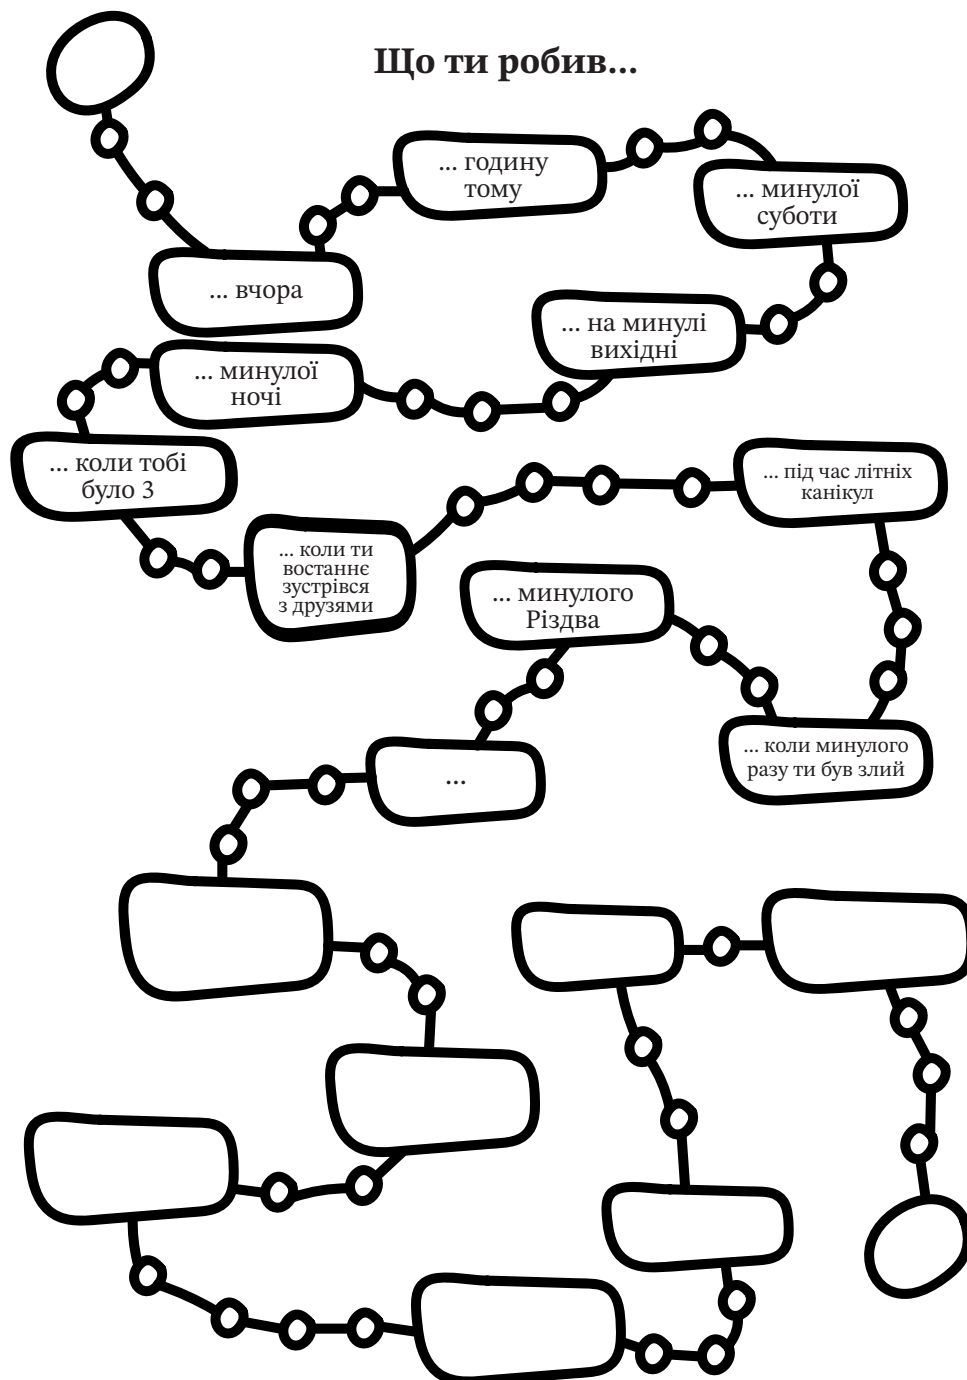 Що ти робив...
... вчора
... годину
тому
... минулої
суботи
... на минулі
вихідні
... минулої
ночі
... коли тобі
було 3
... коли ти
востаннє
зустрівся
з друзями
... під час літніх
канікул
... коли минулого
разу ти був злий
... минулого
Різдва
...